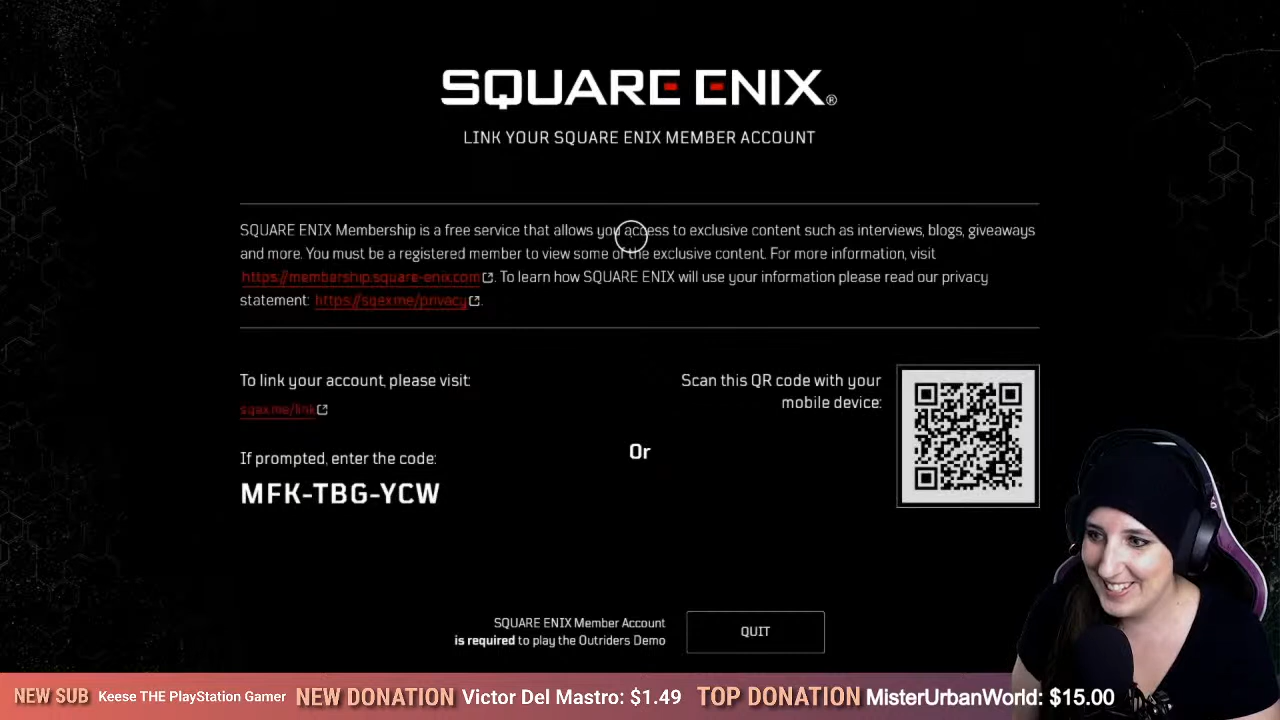 SQUARE ENIX®
LINK YOUR SQUARE ENIX MEMBER ACCOUNT
SQUARE ENIX Membership is a free service that allows you access to exclusive content such as interviews, blogs, giveaways
and more. You must be a registered member to view some of the exclusive content. For more information, visit
https://membership.square-enix.com. To learn how SQUARE ENIX will use your information please read our privacy
statement: https://sqex.me/privacy.
To link your account, please visit:
sqex.me/link
If prompted, enter the code:
MFK-TBG-YCW
Or
Scan this QR code with your
mobile device:
SQUARE ENIX Member Account
is required to play the Outriders Demo
QUIT
NEW SUB Keese THE PlayStation Gamer NEW DONATION Victor Del Mastro: $1.49 TOP DONATION MisterUrbanWorld: $15.00